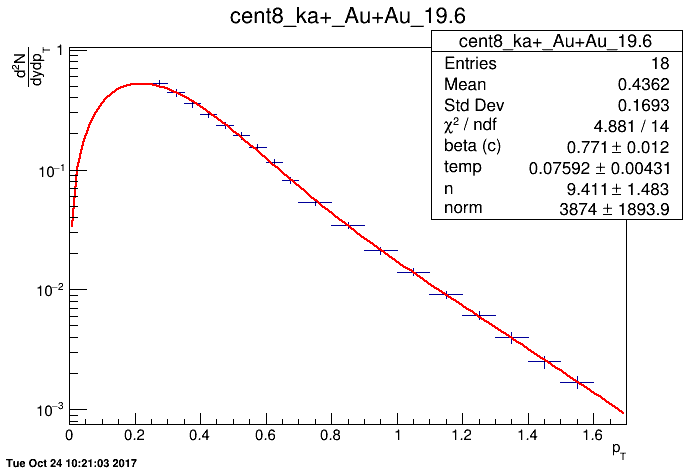 cent8_ka+_Au+Au_19.6
d²N
dydp_T
1
10⁻¹
10⁻²
10⁻³
cent8_ka+_Au+Au_19.6
Entries 18
Mean 0.4362
Std Dev 0.1693
χ² / ndf 4.881 / 14
beta (c) 0.771 ± 0.012
temp 0.07592 ± 0.00431
n 9.411 ± 1.483
norm 3874 ± 1893.9
0 0.2 0.4 0.6 0.8 1 1.2 1.4 1.6
p_T
Tue Oct 24 10:21:03 2017